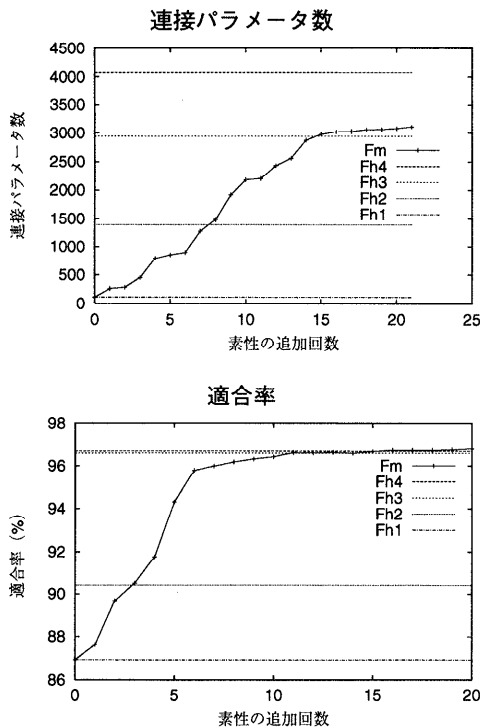 連接パラメータ数
4500
4000
3500
3000
2500
2000
1500
1000
500
0
連接パラメータ数
Fm
Fh4
Fh3
Fh2
Fh1
0 5 10 15 20 25
素性の追加回数
適合率
98
96
94
92
90
88
86
適合率 (%)
Fm
Fh4
Fh3
Fh2
Fh1
0 5 10 15 20
素性の追加回数